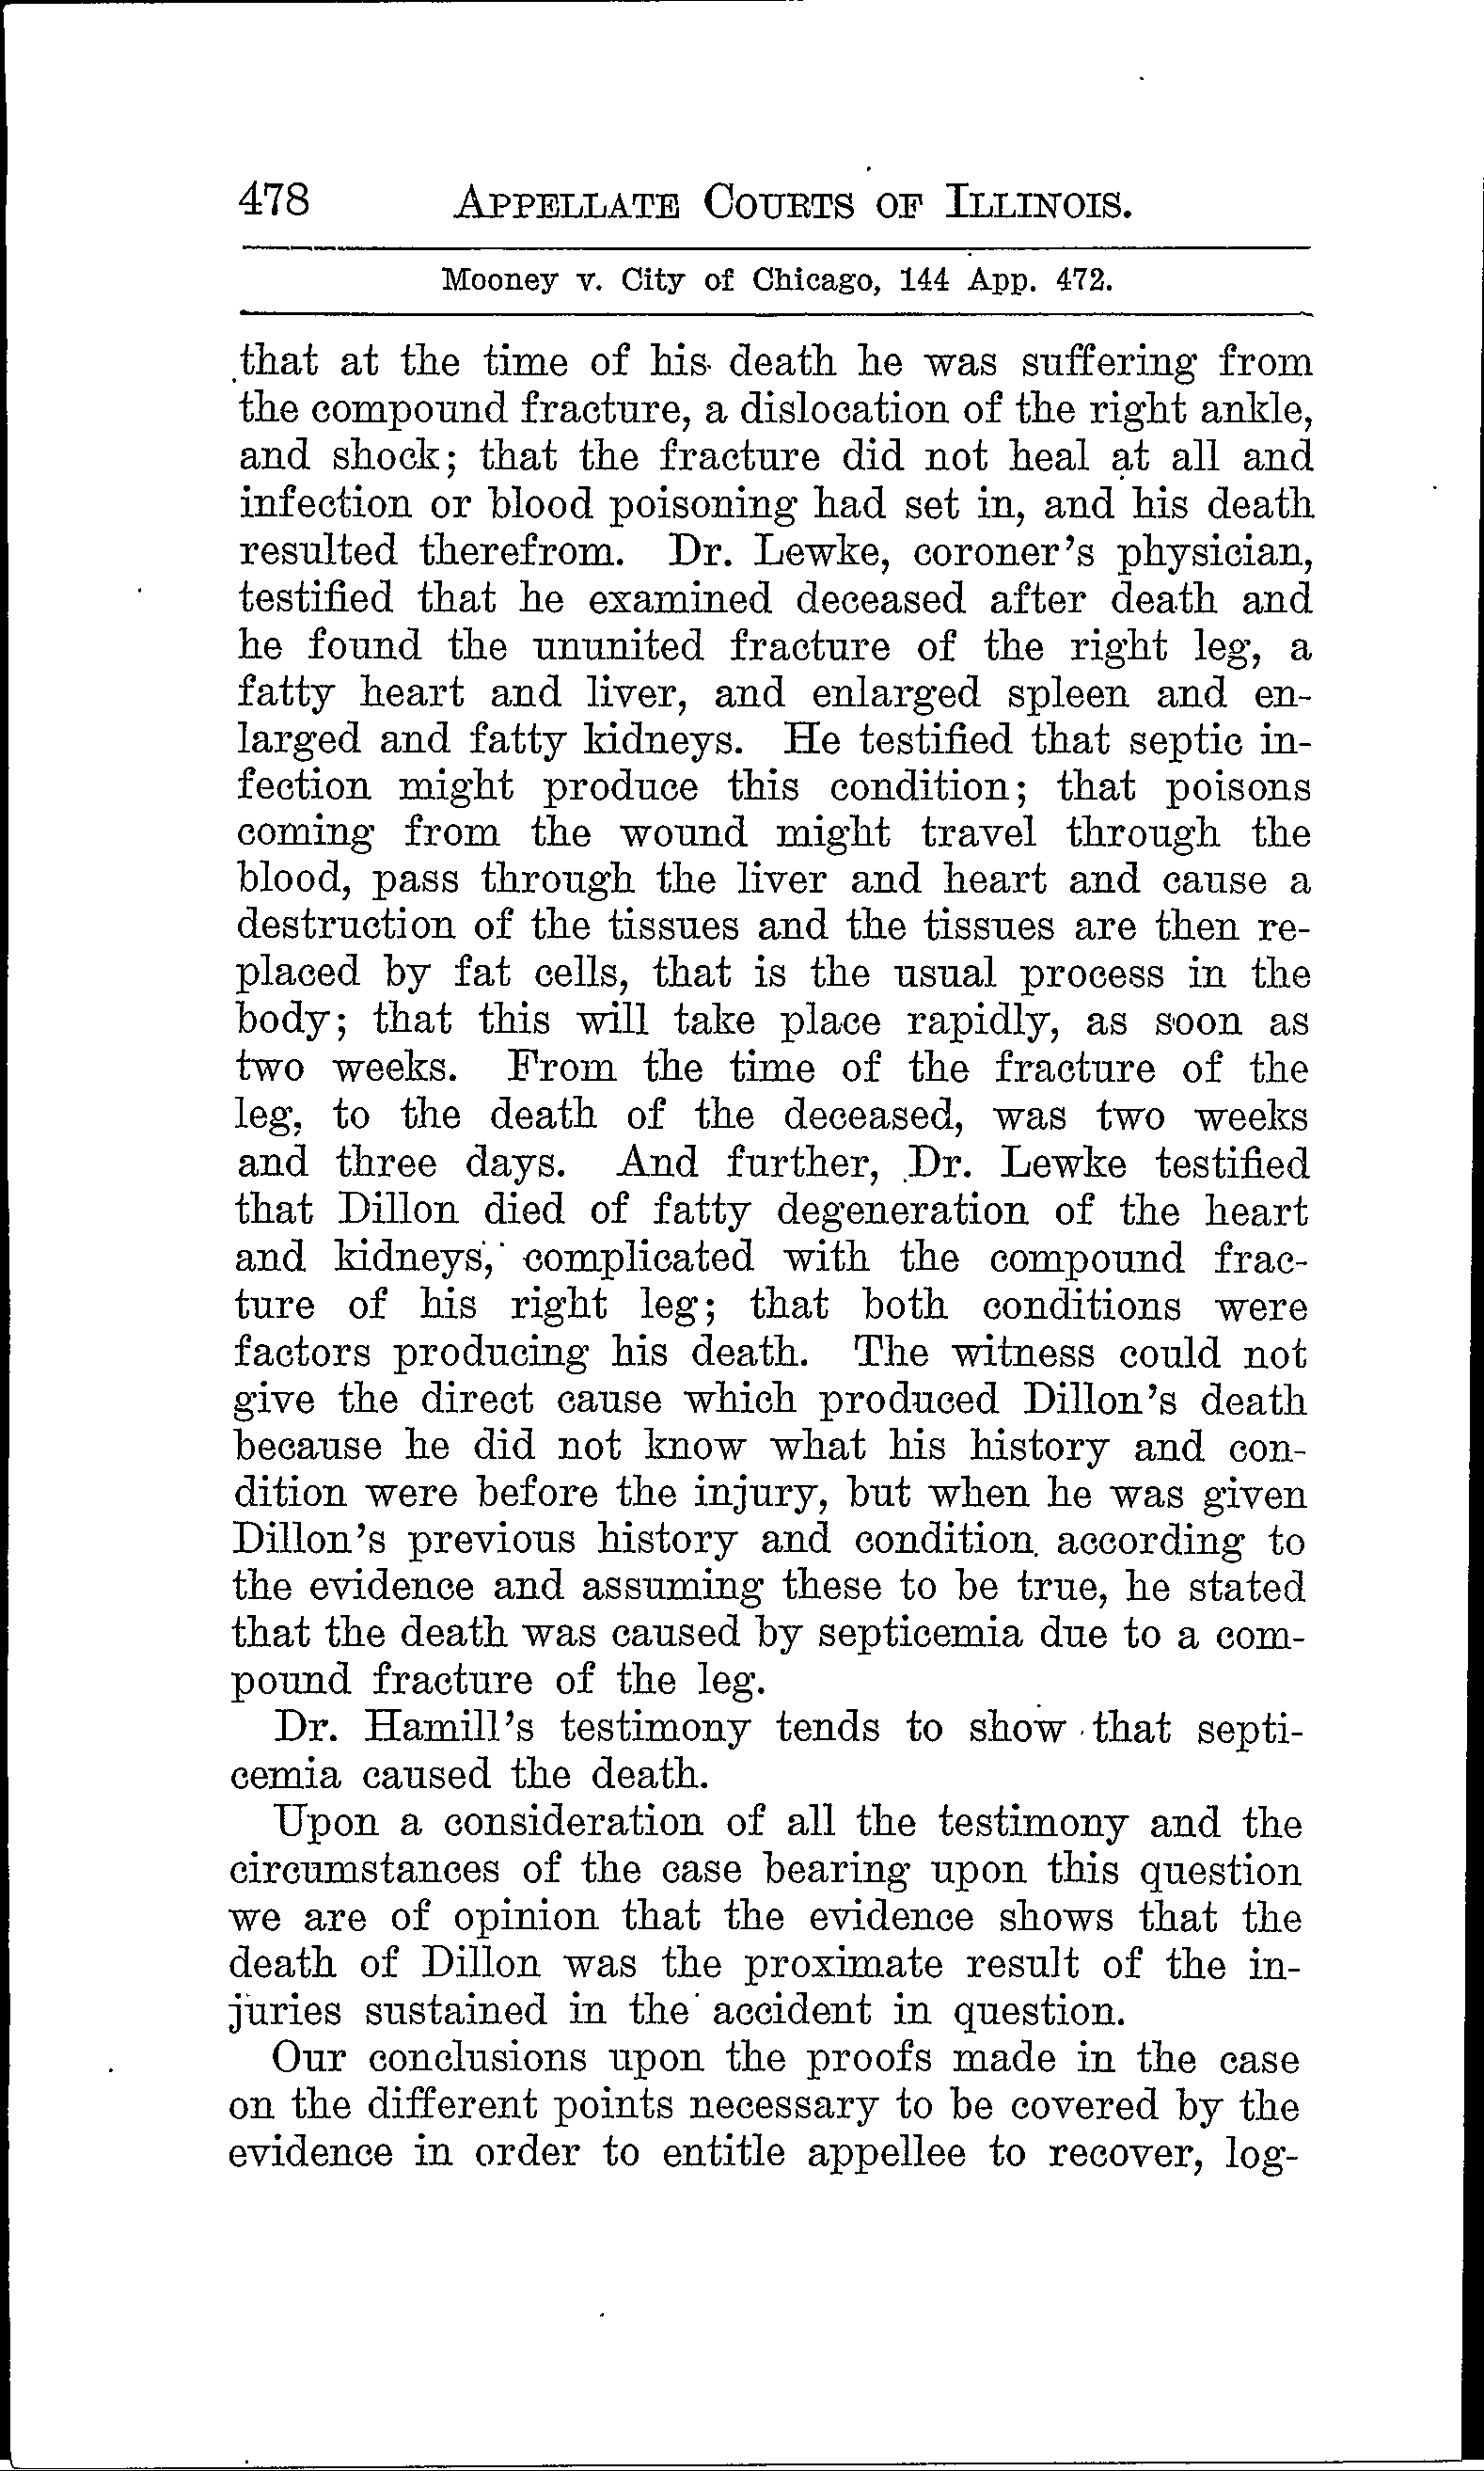 478 APPELLATE COURTS OF ILLINOIS.
Mooney v. City of Chicago, 144 App. 472.
that at the time of his death he was suffering from
the compound fracture, a dislocation of the right ankle,
and shock; that the fracture did not heal at all and
infection or blood poisoning had set in, and his death
resulted therefrom. Dr. Lewke, coroner's physician,
testified that he examined deceased after death and
he found the ununited fracture of the right leg, a
fatty heart and liver, and enlarged spleen and en-
larged and fatty kidneys. He testified that septic in-
fection might produce this condition; that poisons
coming from the wound might travel through the
blood, pass through the liver and heart and cause a
destruction of the tissues and the tissues are then re-
placed by fat cells, that is the usual process in the
body; that this will take place rapidly, as soon as
two weeks. From the time of the fracture of the
leg, to the death of the deceased, was two weeks
and three days. And further, Dr. Lewke testified
that Dillon died of fatty degeneration of the heart
and kidneys, complicated with the compound frac-
ture of his right leg; that both conditions were
factors producing his death. The witness could not
give the direct cause which produced Dillon's death
because he did not know what his history and con-
dition were before the injury, but when he was given
Dillon's previous history and condition according to
the evidence and assuming these to be true, he stated
that the death was caused by septicemia due to a com-
pound fracture of the leg.
Dr. Hamill's testimony tends to show that septi-
cemia caused the death.
Upon a consideration of all the testimony and the
circumstances of the case bearing upon this question
we are of opinion that the evidence shows that the
death of Dillon was the proximate result of the in-
juries sustained in the accident in question.
Our conclusions upon the proofs made in the case
on the different points necessary to be covered by the
evidence in order to entitle appellee to recover, log-